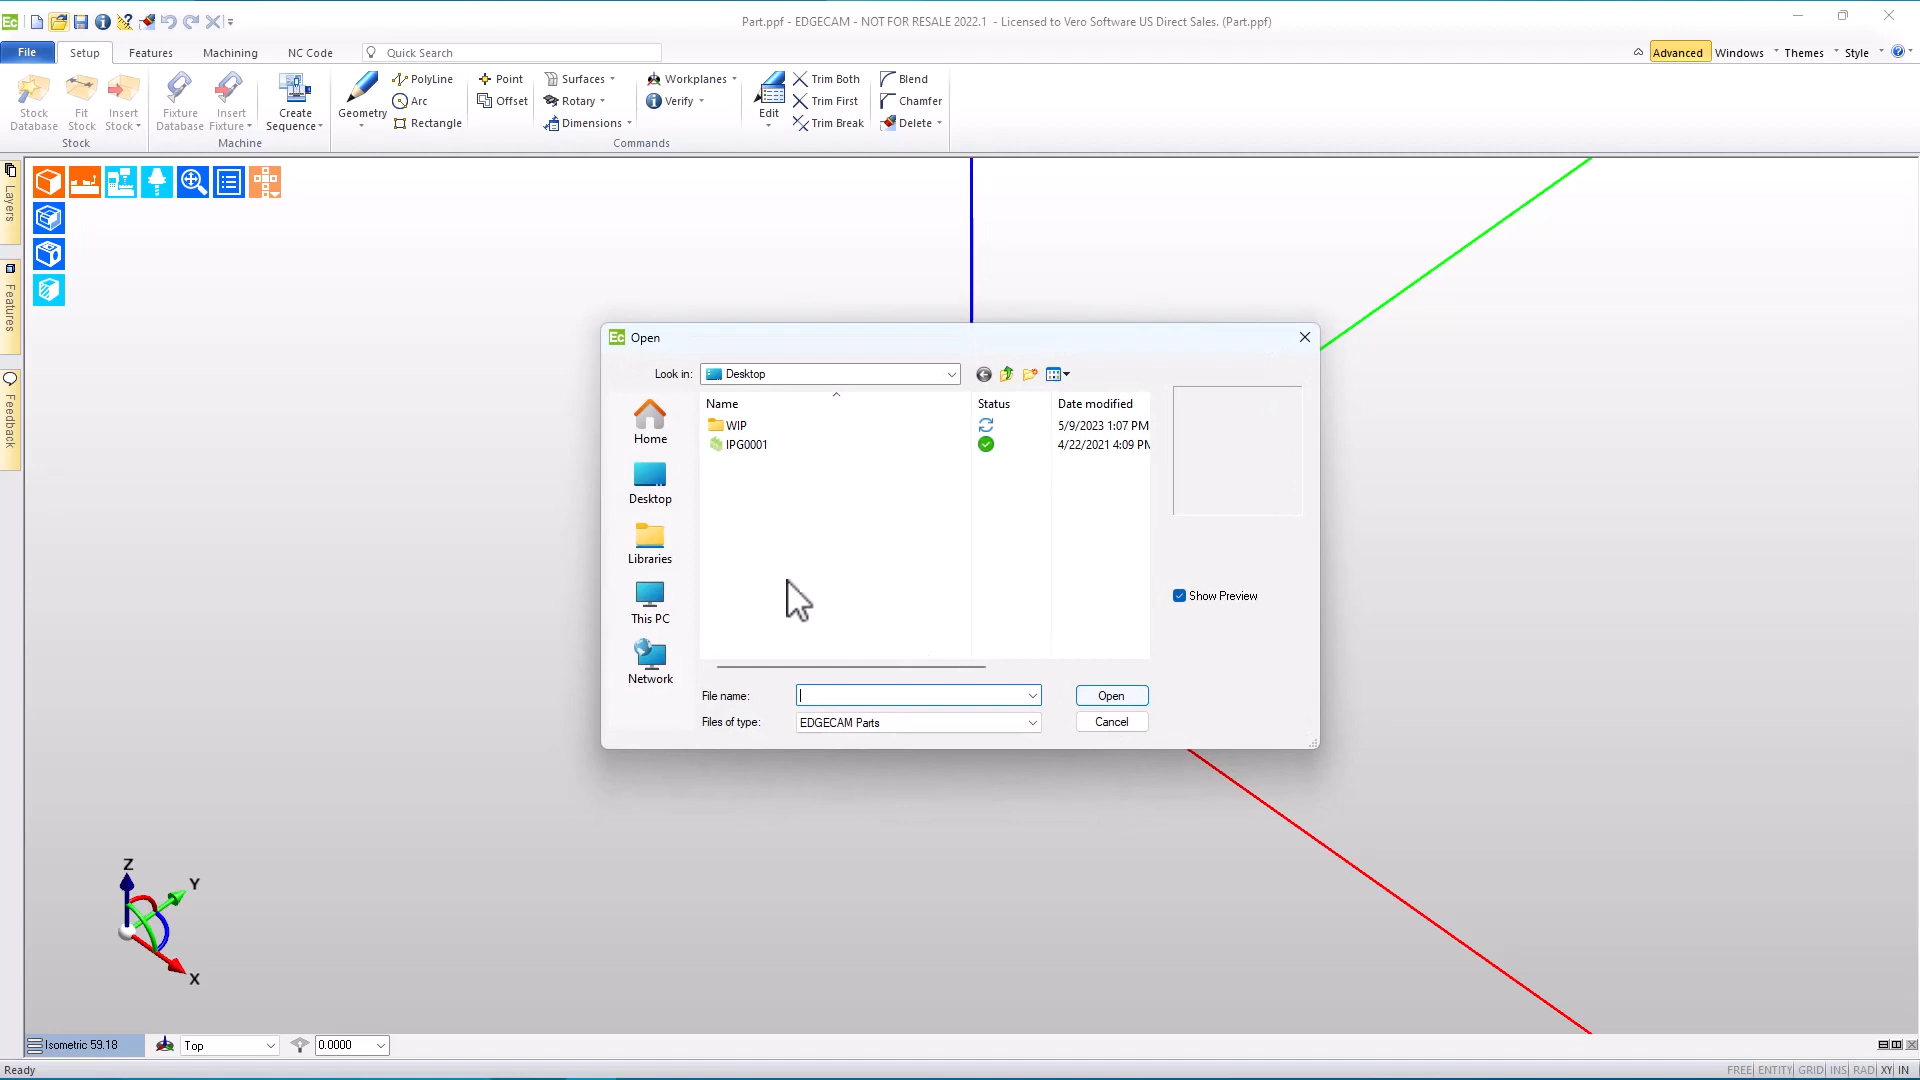 Ec Part.ppf - EDGECAM - NOT FOR RESALE 2022.1 - Licensed to Vero Software US Direct Sales. (Part.ppf)
File Setup Features Machining NC Code Quick Search Advanced Windows Themes Style
Stock Database Fit Stock Insert Stock
Stock
Fixture Database Insert Fixture Create Sequence
Machine
Geometry
PolyLine
Arc
Rectangle
Point
Offset
Surfaces
Rotary
Dimensions
Workplanes
Verify
Edit
Trim Both
Trim First
Trim Break
Blend
Chamfer
Delete
Commands
Layers
Features
Feedback
Ec Open
Look in: Desktop
Name Status Date modified
WIP 5/9/2023 1:07 PM
IPG0001 4/22/2021 4:09 PM
Home
Desktop
Libraries
This PC
Network
Show Preview
File name: Open
Files of type: EDGECAM Parts Cancel
Z
Y
X
Isometric 59.18 Top 0.0000
Ready FREE ENTITY GRID INS RAD XY IN